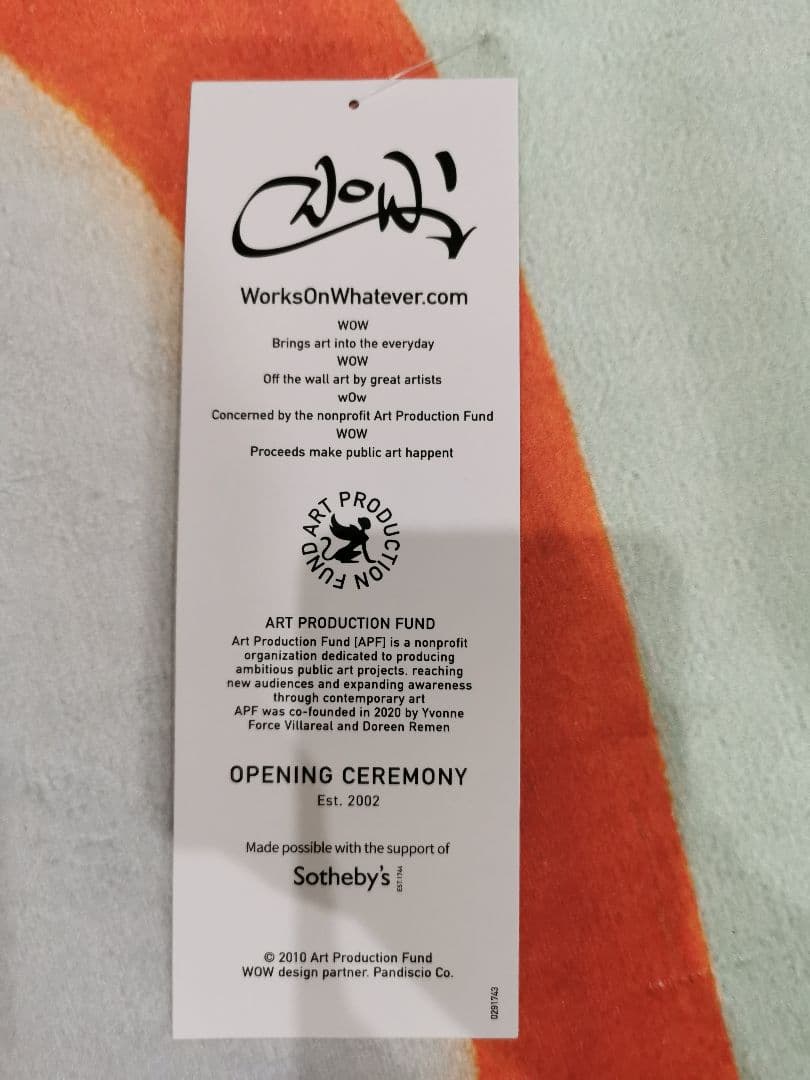 WOW
WorksOnWhatever.com
WOW
Brings art into the everyday
WOW
Off the wall art by great artists
wOw
Concerned by the nonprofit Art Production Fund
WOW
Proceeds make public art happent
ART PRODUCTION FUND
ART PRODUCTION FUND
Art Production Fund [APF] is a nonprofit
organization dedicated to producing
ambitious public art projects. reaching
new audiences and expanding awareness
through contemporary art
APF was co-founded in 2020 by Yvonne
Force Villareal and Doreen Remen
OPENING CEREMONY
Est. 2002
Made possible with the support of
Sotheby's EST.1744
© 2010 Art Production Fund
WOW design partner. Pandiscio Co.
0291743